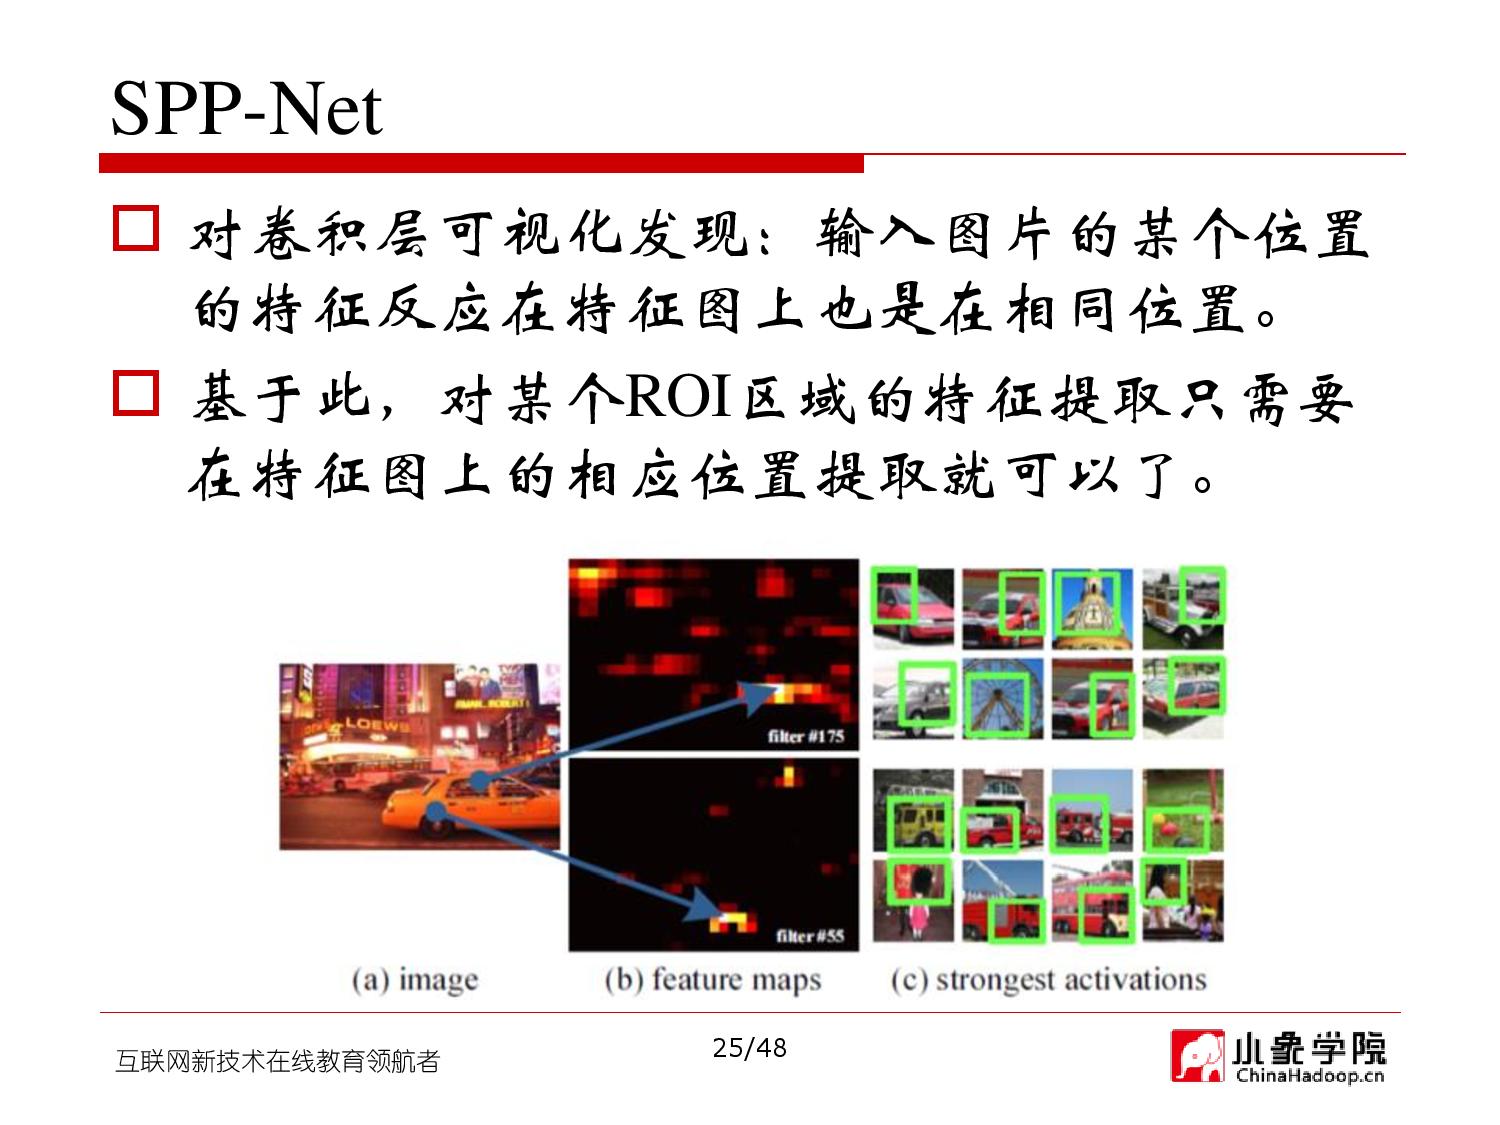 SPP-Net
对卷积层可视化发现：输入图片的某个位置
的特征反应在特征图上也是在相同位置。
基于此，对某个ROI区域的特征提取只需要
在特征图上的相应位置提取就可以了。
LOEWS
filter #175
filter #55
(a) image
(b) feature maps
(c) strongest activations
互联网新技术在线教育领航者
25/48
小象学院
ChinaHadoop.cn